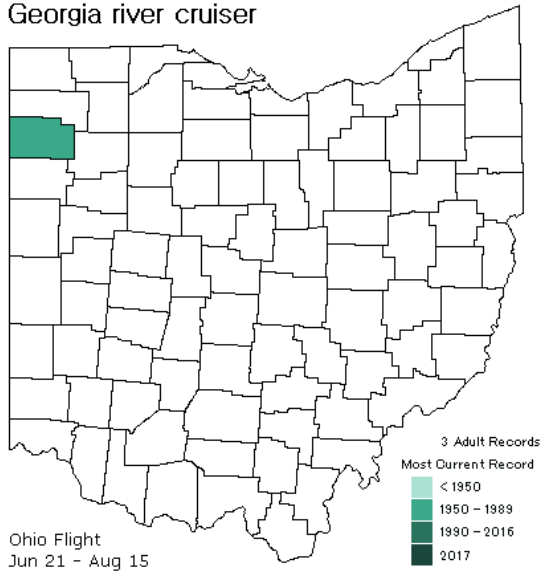 Georgia river cruiser
3 Adult Records
Most Current Record
<1950
1950 - 1989
1990 - 2016
2017
Ohio Flight
Jun 21 - Aug 15